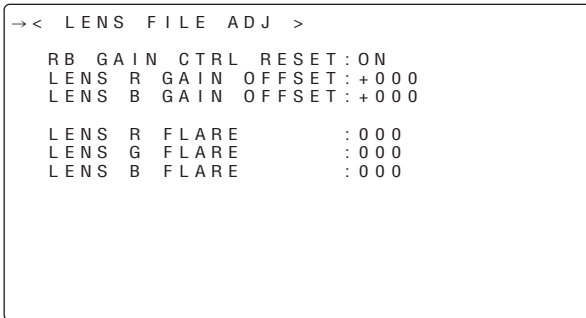 →< LENS FILE ADJ >
RB GAIN CTRL RESET:ON
LENS R GAIN OFFSET:+000
LENS B GAIN OFFSET:+000
LENS R FLARE :000
LENS G FLARE :000
LENS B FLARE :000